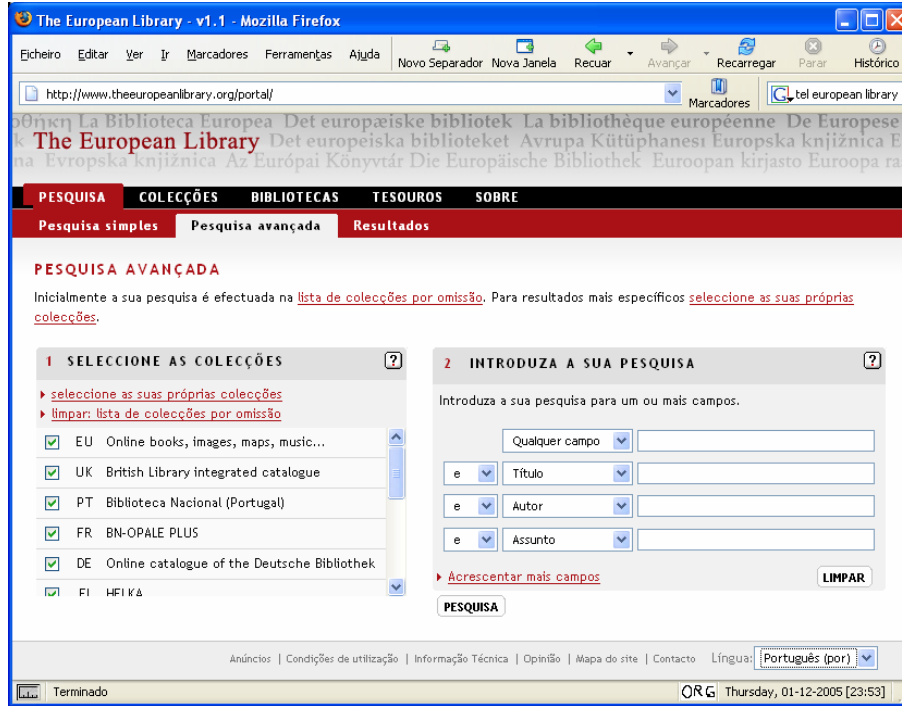 The European Library - v1.1 - Mozilla Firefox
Ficheiro Editar Ver Ir Marcadores Ferramentas Ajuda Novo Separador Nova Janela Recuar Avançar Recarregar Parar Histórico
http://www.theeuropeanlibrary.org/portal/ Marcadores G tel european library
La Biblioteca Europea Det europæiske bibliotek La bibliothèque européenne De Europese
The European Library Det europeiska biblioteket Avrupa Kütüphanesi Europska knjižnica E
na Evropska knjižnica Az Európai Könyvtár Die Europäische Bibliothek Euroopan kirjasto Euroopa ra
PESQUISA COLECÇÕES BIBLIOTECAS TESOUROS SOBRE
Pesquisa simples Pesquisa avançada Resultados
PESQUISA AVANÇADA
Inicialmente a sua pesquisa é efectuada na lista de colecções por omissão. Para resultados mais específicos seleccione as suas próprias
colecções.
1 SELECCIONE AS COLECÇÕES ?
seleccione as suas próprias colecções
limpar: lista de colecções por omissão
EU Online books, images, maps, music...
UK British Library integrated catalogue
PT Biblioteca Nacional (Portugal)
FR BN-OPALE PLUS
DE Online catalogue of the Deutsche Bibliothek
FI HELKA
2 INTRODUZA A SUA PESQUISA ?
Introduza a sua pesquisa para um ou mais campos.
Qualquer campo
e Título
e Autor
e Assunto
Acrescentar mais campos LIMPAR
PESQUISA
Anúncios | Condições de utilização | Informação Técnica | Opinião | Mapa do site | Contacto Língua: Português (por)
Terminado ORG Thursday, 01-12-2005 [23:53]